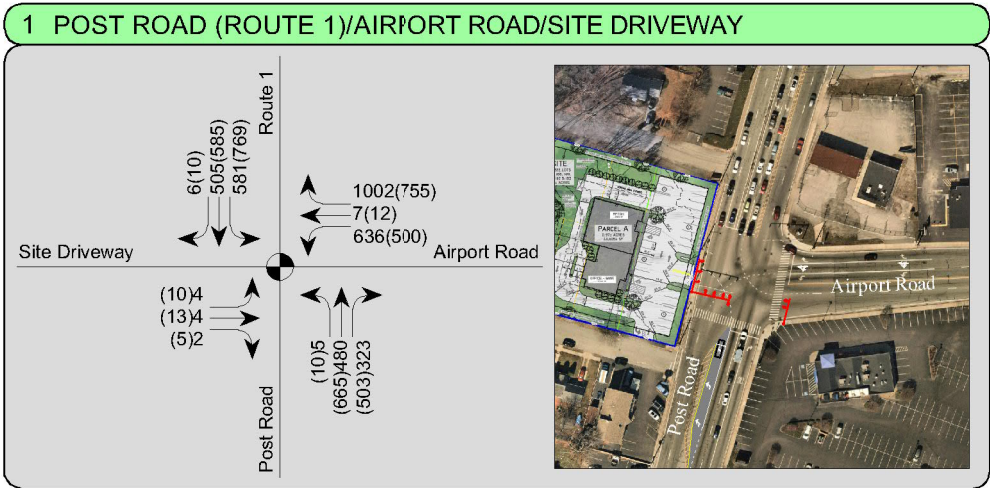 1 POST ROAD (ROUTE 1)/AIRPORT ROAD/SITE DRIVEWAY
Route 1
6(10)
505(585)
581(769)
1002(755)
7(12)
636(500)
Site Driveway
Airport Road
(10)4
(13)4
(5)2
(10)5
(665)480
(503)323
Post Road
SITE
PARCEL A
Airport Road
Post Road